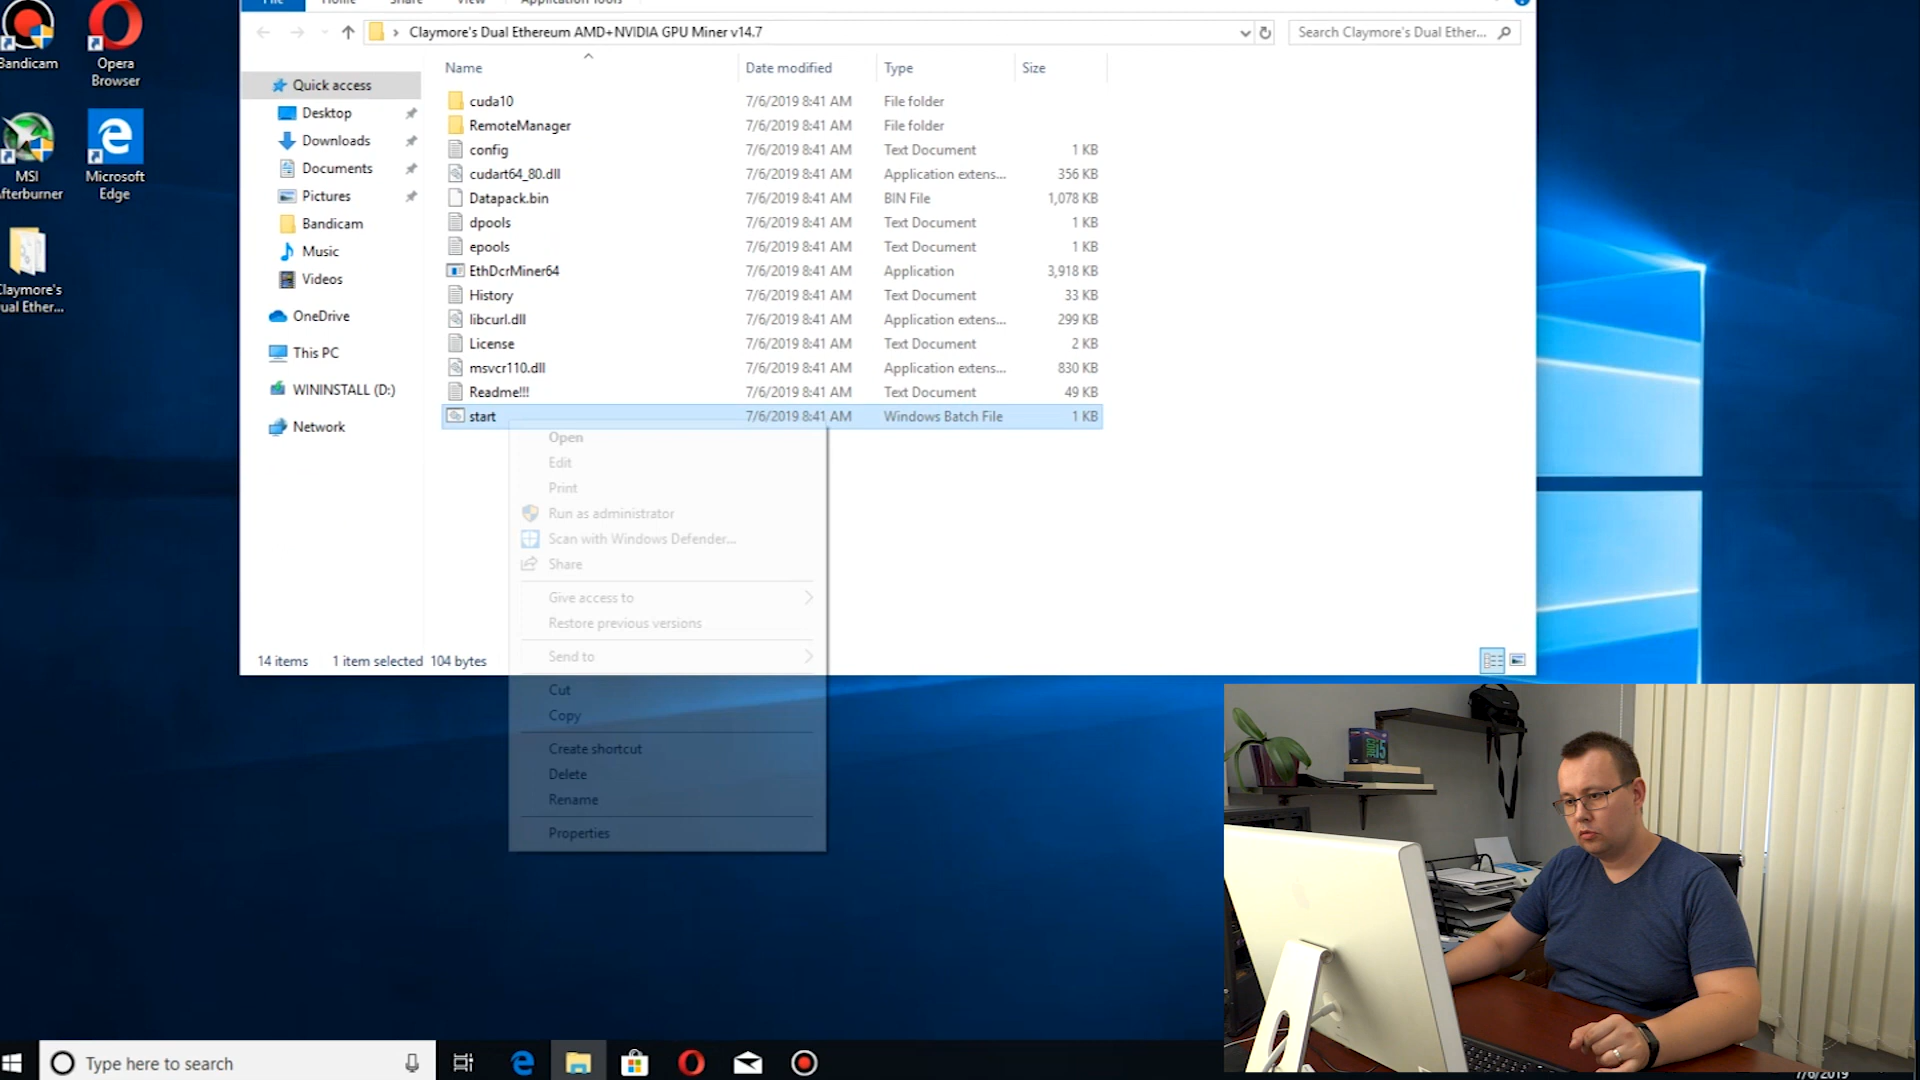 File Home Share View Application Tools
Claymore's Dual Ethereum AMD+NVIDIA GPU Miner v14.7
Search Claymore's Dual Ether...
Bandicam
Opera
Browser
MSI
Afterburner
Microsoft
Edge
Claymore's
Dual Ether...
Quick access
Desktop
Downloads
Documents
Pictures
Bandicam
Music
Videos
OneDrive
This PC
WININSTALL (D:)
Network
Name Date modified Type Size
cuda10 7/6/2019 8:41 AM File folder
RemoteManager 7/6/2019 8:41 AM File folder
config 7/6/2019 8:41 AM Text Document 1 KB
cudart64_80.dll 7/6/2019 8:41 AM Application extens... 356 KB
Datapack.bin 7/6/2019 8:41 AM BIN File 1,078 KB
dpools 7/6/2019 8:41 AM Text Document 1 KB
epools 7/6/2019 8:41 AM Text Document 1 KB
EthDcrMiner64 7/6/2019 8:41 AM Application 3,918 KB
History 7/6/2019 8:41 AM Text Document 33 KB
libcurl.dll 7/6/2019 8:41 AM Application extens... 299 KB
License 7/6/2019 8:41 AM Text Document 2 KB
msvcr110.dll 7/6/2019 8:41 AM Application extens... 830 KB
Readme!!! 7/6/2019 8:41 AM Text Document 49 KB
start 7/6/2019 8:41 AM Windows Batch File 1 KB
Open
Edit
Print
Run as administrator
Scan with Windows Defender...
Share
Give access to
Restore previous versions
Send to
Cut
Copy
Create shortcut
Delete
Rename
Properties
14 items 1 item selected 104 bytes
CORE i5
Type here to search
7/6/2019